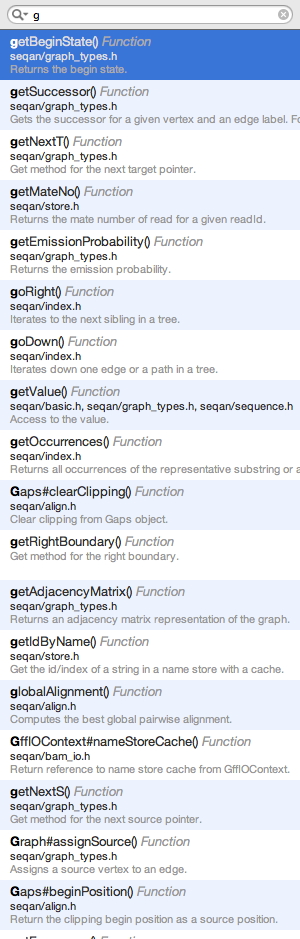 g
getBeginState() Function
seqan/graph_types.h
Returns the begin state.
getSuccessor() Function
seqan/graph_types.h
Gets the successor for a given vertex and an edge label. Fo
getNextT() Function
seqan/graph_types.h
Get method for the next target pointer.
getMateNo() Function
seqan/store.h
Returns the mate number of read for a given readId.
getEmissionProbability() Function
seqan/graph_types.h
Returns the emission probability.
goRight() Function
seqan/index.h
Iterates to the next sibling in a tree.
goDown() Function
seqan/index.h
Iterates down one edge or a path in a tree.
getValue() Function
seqan/basic.h, seqan/graph_types.h, seqan/sequence.h
Access to the value.
getOccurrences() Function
seqan/index.h
Returns all occurrences of the representative substring or a
Gaps#clearClipping() Function
seqan/align.h
Clear clipping from Gaps object.
getRightBoundary() Function
Get method for the right boundary.
getAdjacencyMatrix() Function
seqan/graph_types.h
Returns an adjacency matrix representation of the graph.
getIdByName() Function
seqan/store.h
Get the id/index of a string in a name store with a cache.
globalAlignment() Function
seqan/align.h
Computes the best global pairwise alignment.
GffIOContext#nameStoreCache() Function
seqan/bam_io.h
Return reference to name store cache from GffIOContext.
getNextS() Function
seqan/graph_types.h
Get method for the next source pointer.
Graph#assignSource() Function
seqan/graph_types.h
Assigns a source vertex to an edge.
Gaps#beginPosition() Function
seqan/align.h
Return the clipping begin position as a source position.